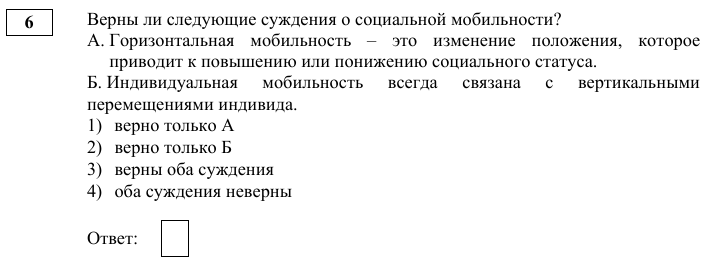 6
Верны ли следующие суждения о социальной мобильности?
А. Горизонтальная мобильность – это изменение положения, которое
приводит к повышению или понижению социального статуса.
Б. Индивидуальная мобильность всегда связана с вертикальными
перемещениями индивида.
1) верно только А
2) верно только Б
3) верны оба суждения
4) оба суждения неверны
Ответ: